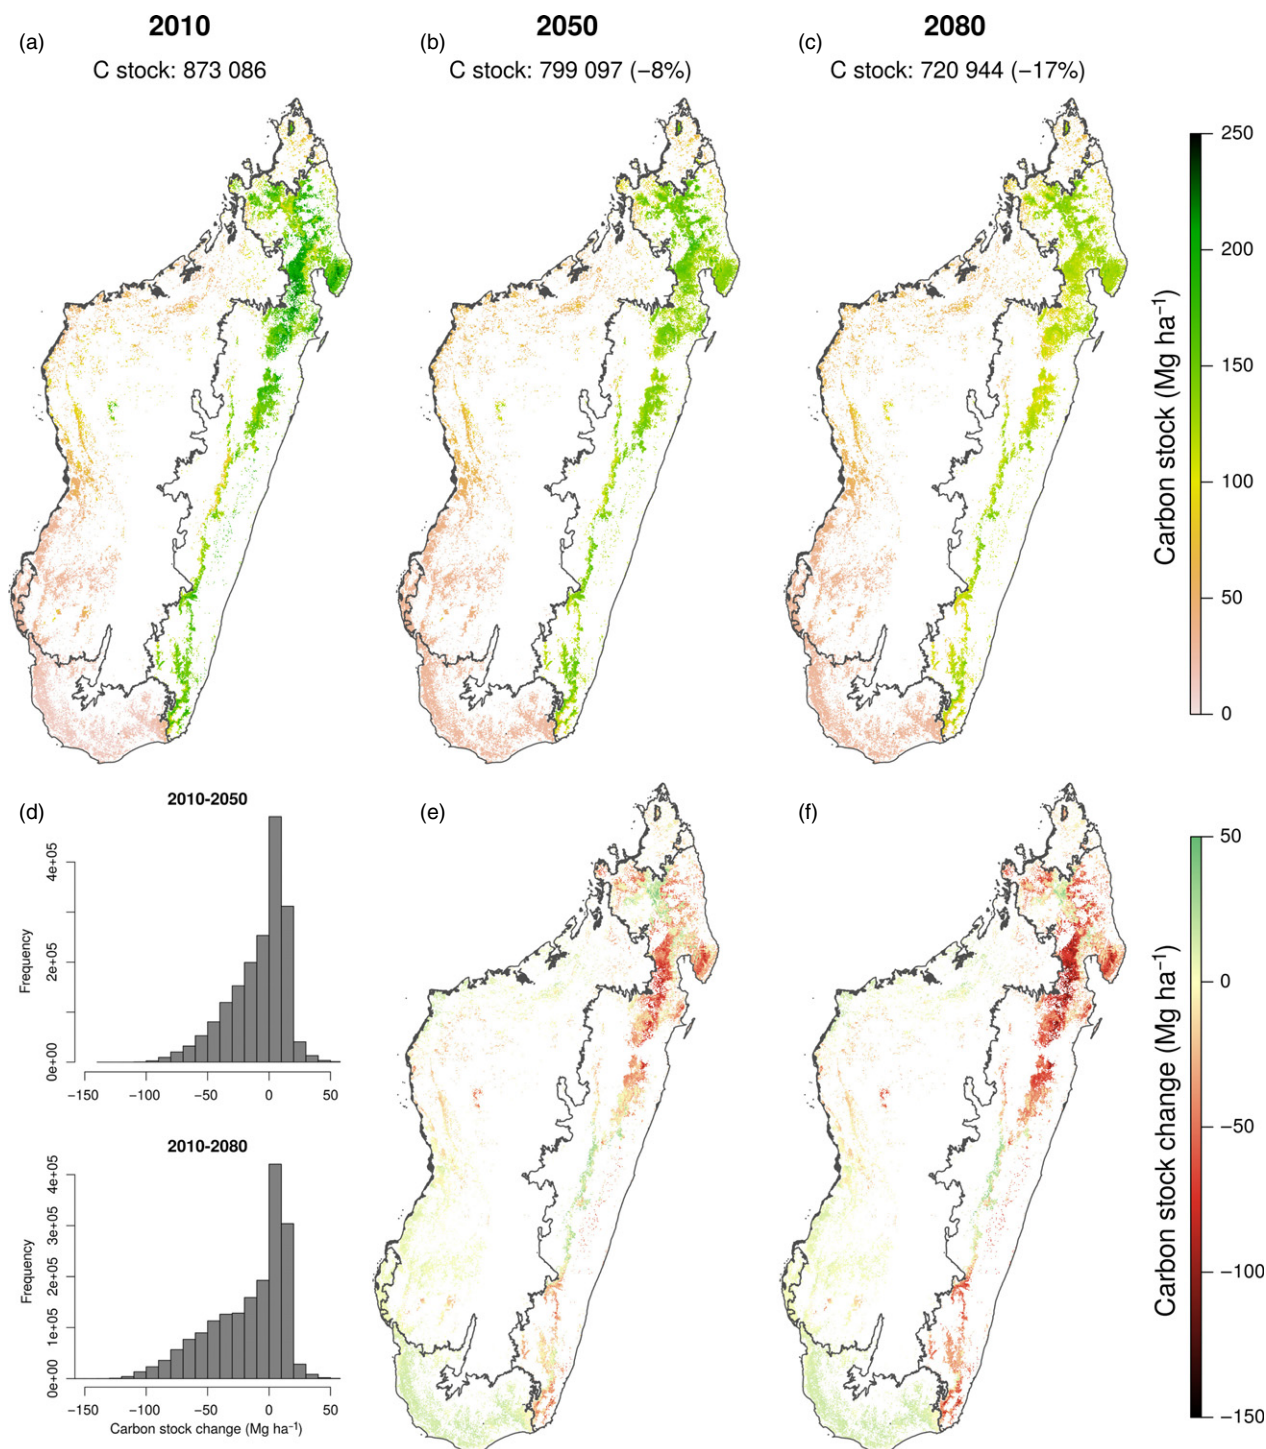 2010
2050
2080
(a)
(b)
(c)
C stock: 873 086
C stock: 799 097 (−8%)
C stock: 720 944 (−17%)
250
200
150
100
50
0
Carbon stock (Mg ha⁻¹)
(d)
2010-2050
4e+05
2e+05
0e+00
Frequency
−150
−100
−50
0
50
2010-2080
4e+05
3e+05
2e+05
1e+05
0e+00
Frequency
−150
−100
−50
0
50
Carbon stock change (Mg ha⁻¹)
(e)
(f)
50
0
−50
−100
−150
Carbon stock change (Mg ha⁻¹)